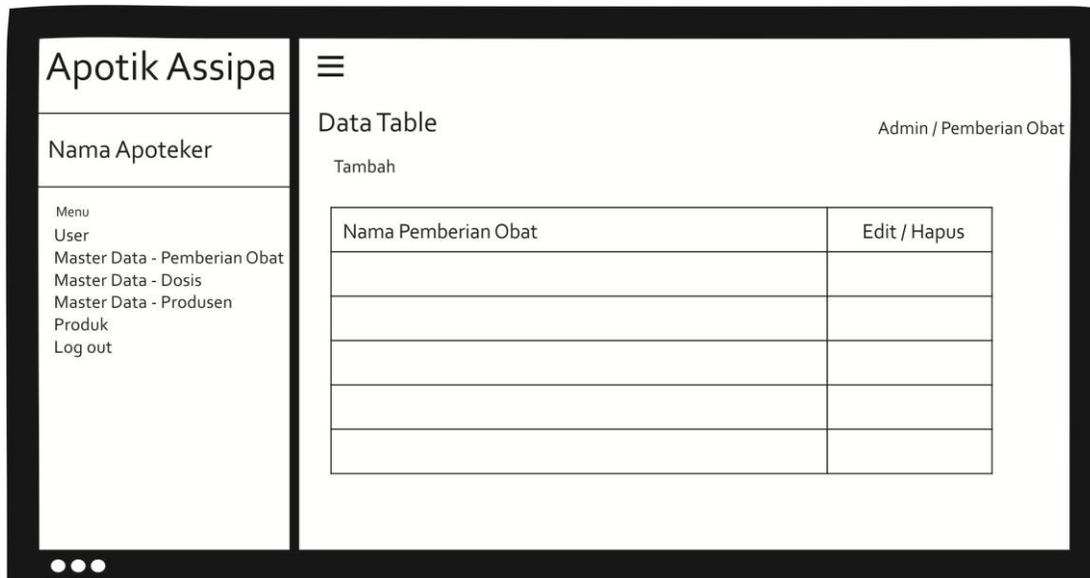 Apotik Assipa
Nama Apoteker
Menu
User
Master Data - Pemberian Obat
Master Data - Dosis
Master Data - Produsen
Produk
Log out
Data Table
Admin / Pemberian Obat
Tambah
Nama Pemberian Obat
Edit / Hapus